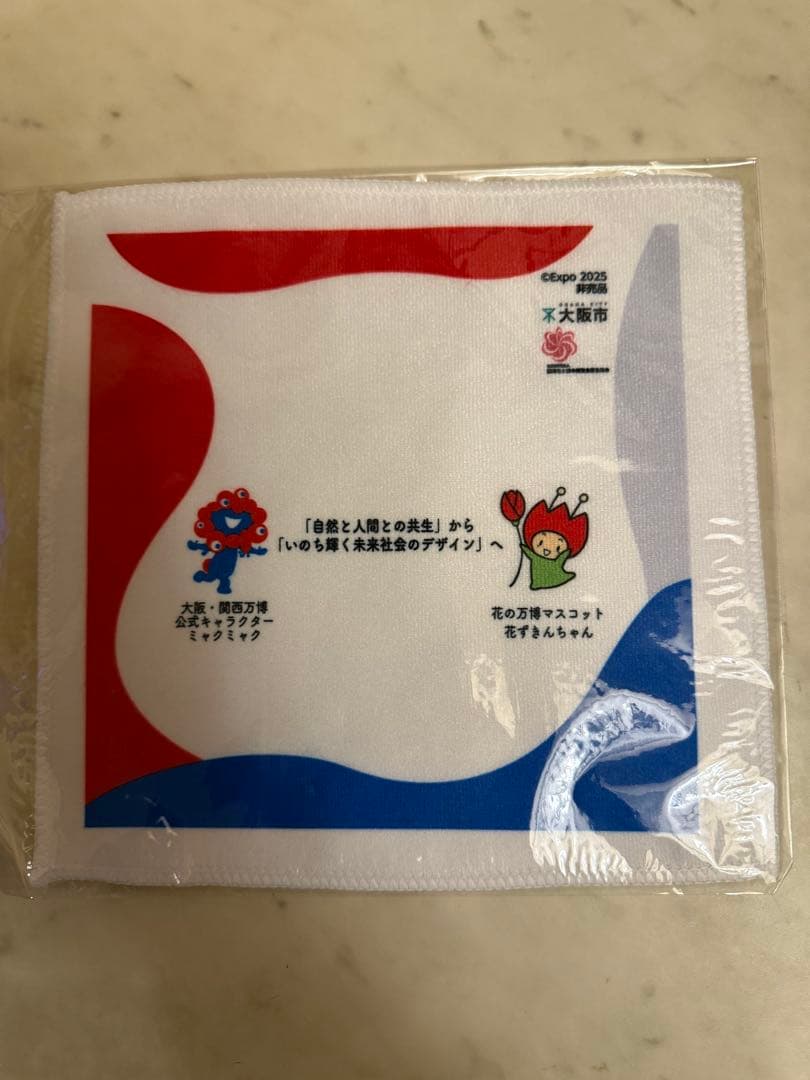 ©Expo 2025
非売品
OSAKA CITY
大阪市
「自然と人間との共生」から
「いのち輝く未来社会のデザイン」へ
大阪・関西万博
公式キャラクター
ミャクミャク
花の万博マスコット
花ずきんちゃん